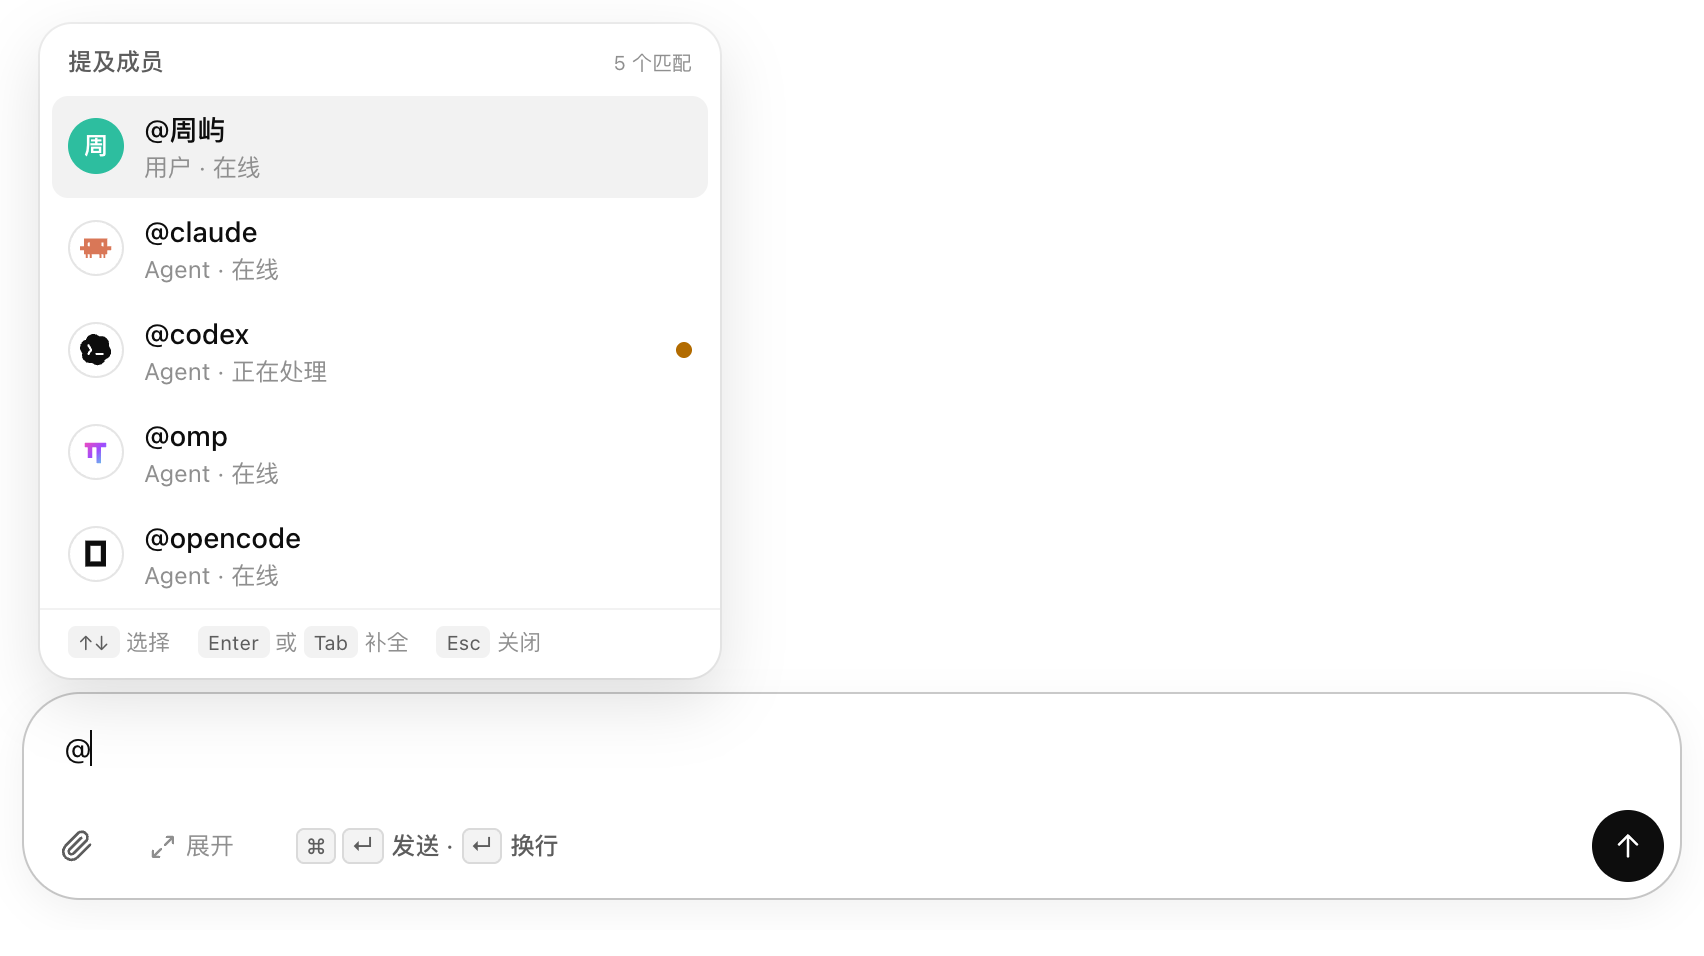 提及成员 5 个匹配
周 @周屿
用户 · 在线
@claude
Agent · 在线
@codex
Agent · 正在处理
@omp
Agent · 在线
@opencode
Agent · 在线
↑↓ 选择 Enter 或 Tab 补全 Esc 关闭
@
展开 ⌘ ↵ 发送 · ↵ 换行